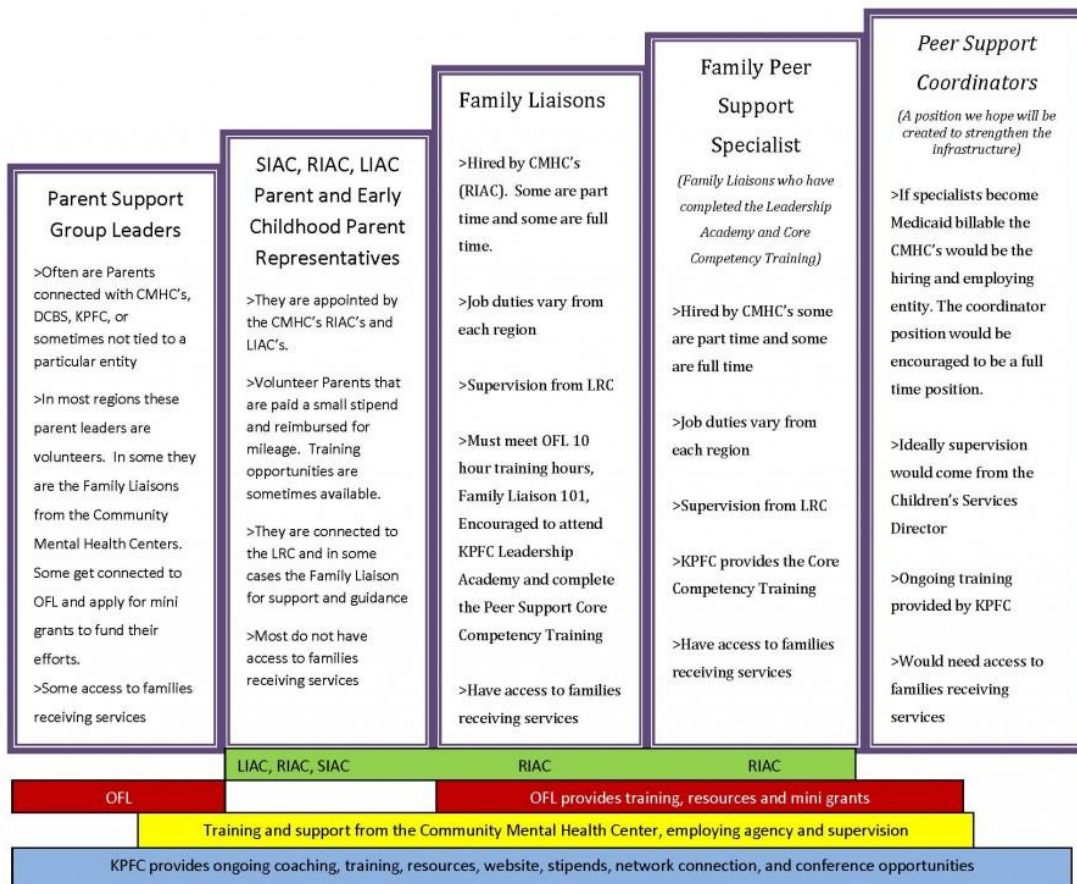 Parent Support
Group Leaders
>Often are Parents
connected with CMHC's,
DCBS, KPFC, or
sometimes not tied to a
particular entity
>In most regions these
parent leaders are
volunteers. In some they
are the Family Liaisons
from the Community
Mental Health Centers.
Some get connected to
OFL and apply for mini
grants to fund their
efforts.
>Some access to families
receiving services
SIAC, RIAC, LIAC
Parent and Early
Childhood Parent
Representatives
>They are appointed by
the CMHC's RIAC's and
LIAC's.
>Volunteer Parents that
are paid a small stipend
and reimbursed for
mileage. Training
opportunities are
sometimes available.
>They are connected to
the LRC and in some
cases the Family Liaison
for support and guidance
>Most do not have
access to families
receiving services
Family Liaisons
>Hired by CMHC's
(RIAC). Some are part
time and some are full
time.
>Job duties vary from
each region
>Supervision from LRC
>Must meet OFL 10
hour training hours,
Family Liaison 101,
Encouraged to attend
KPFC Leadership
Academy and complete
the Peer Support Core
Competency Training
>Have access to families
receiving services
Family Peer
Support
Specialist
(Family Liaisons who have
completed the Leadership
Academy and Core
Competency Training)
>Hired by CMHC's some
are part time and some
are full time
>Job duties vary from
each region
>Supervision from LRC
>KPFC provides the Core
Competency Training
>Have access to families
receiving services
Peer Support
Coordinators
(A position we hope will be
created to strengthen the
infrastructure)
>If specialists become
Medicaid billable the
CMHC's would be the
hiring and employing
entity. The coordinator
position would be
encouraged to be a full
time position.
>Ideally supervision
would come from the
Children's Services
Director
>Ongoing training
provided by KPFC
>Would need access to
families receiving
services
LIAC, RIAC, SIAC RIAC RIAC
OFL OFL provides training, resources and mini grants
Training and support from the Community Mental Health Center, employing agency and supervision
KPFC provides ongoing coaching, training, resources, website, stipends, network connection, and conference opportunities